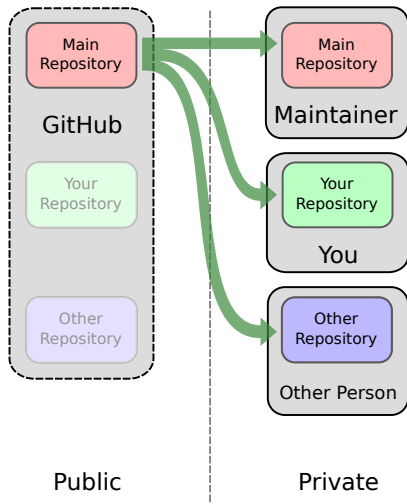 Main
Repository
GitHub
Your
Repository
Other
Repository
Public
Main
Repository
Maintainer
Your
Repository
You
Other
Repository
Other Person
Private